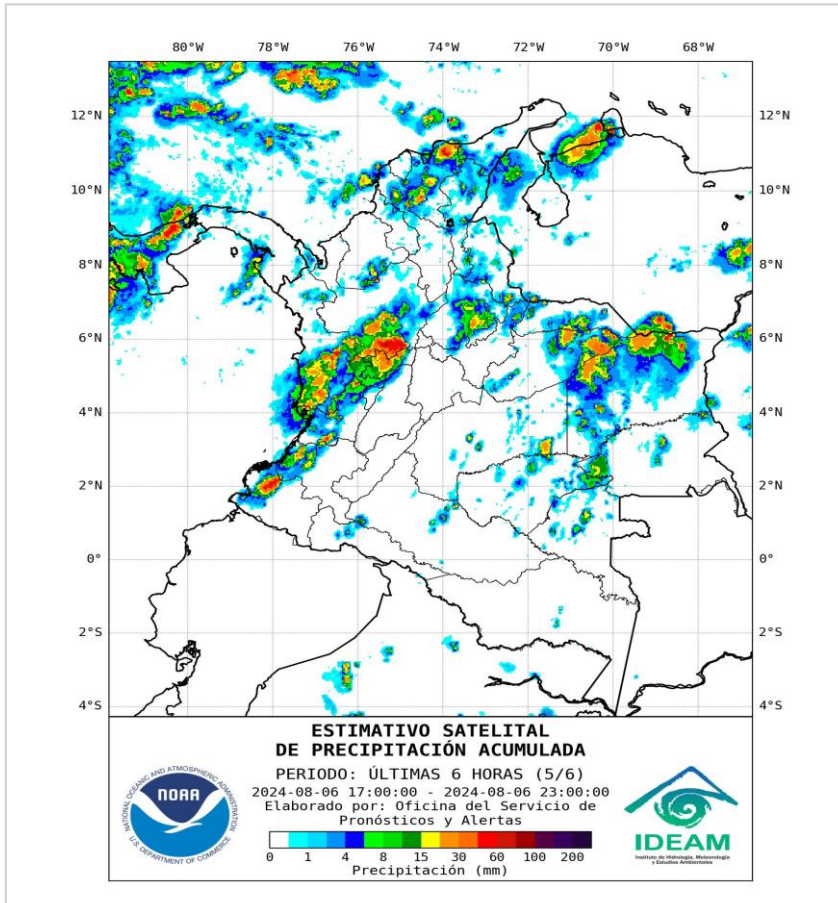 80°W 78°W 76°W 74°W 72°W 70°W 68°W
12°N 12°N
10°N 10°N
8°N 8°N
6°N 6°N
4°N 4°N
2°N 2°N
0° 0°
2°S 2°S
4°S 4°S
ESTIMATIVO SATELITAL
DE PRECIPITACIÓN ACUMULADA
PERIODO: ÚLTIMAS 6 HORAS (5/6)
2024-08-06 17:00:00 - 2024-08-06 23:00:00
Elaborado por: Oficina del Servicio de
Pronósticos y Alertas
0 1 4 8 15 30 60 100 200
Precipitación (mm)
NATIONAL OCEANIC AND ATMOSPHERIC ADMINISTRATION
NOAA
U.S. DEPARTMENT OF COMMERCE
IDEAM
Instituto de Hidrología, Meteorología
y Estudios Ambientales